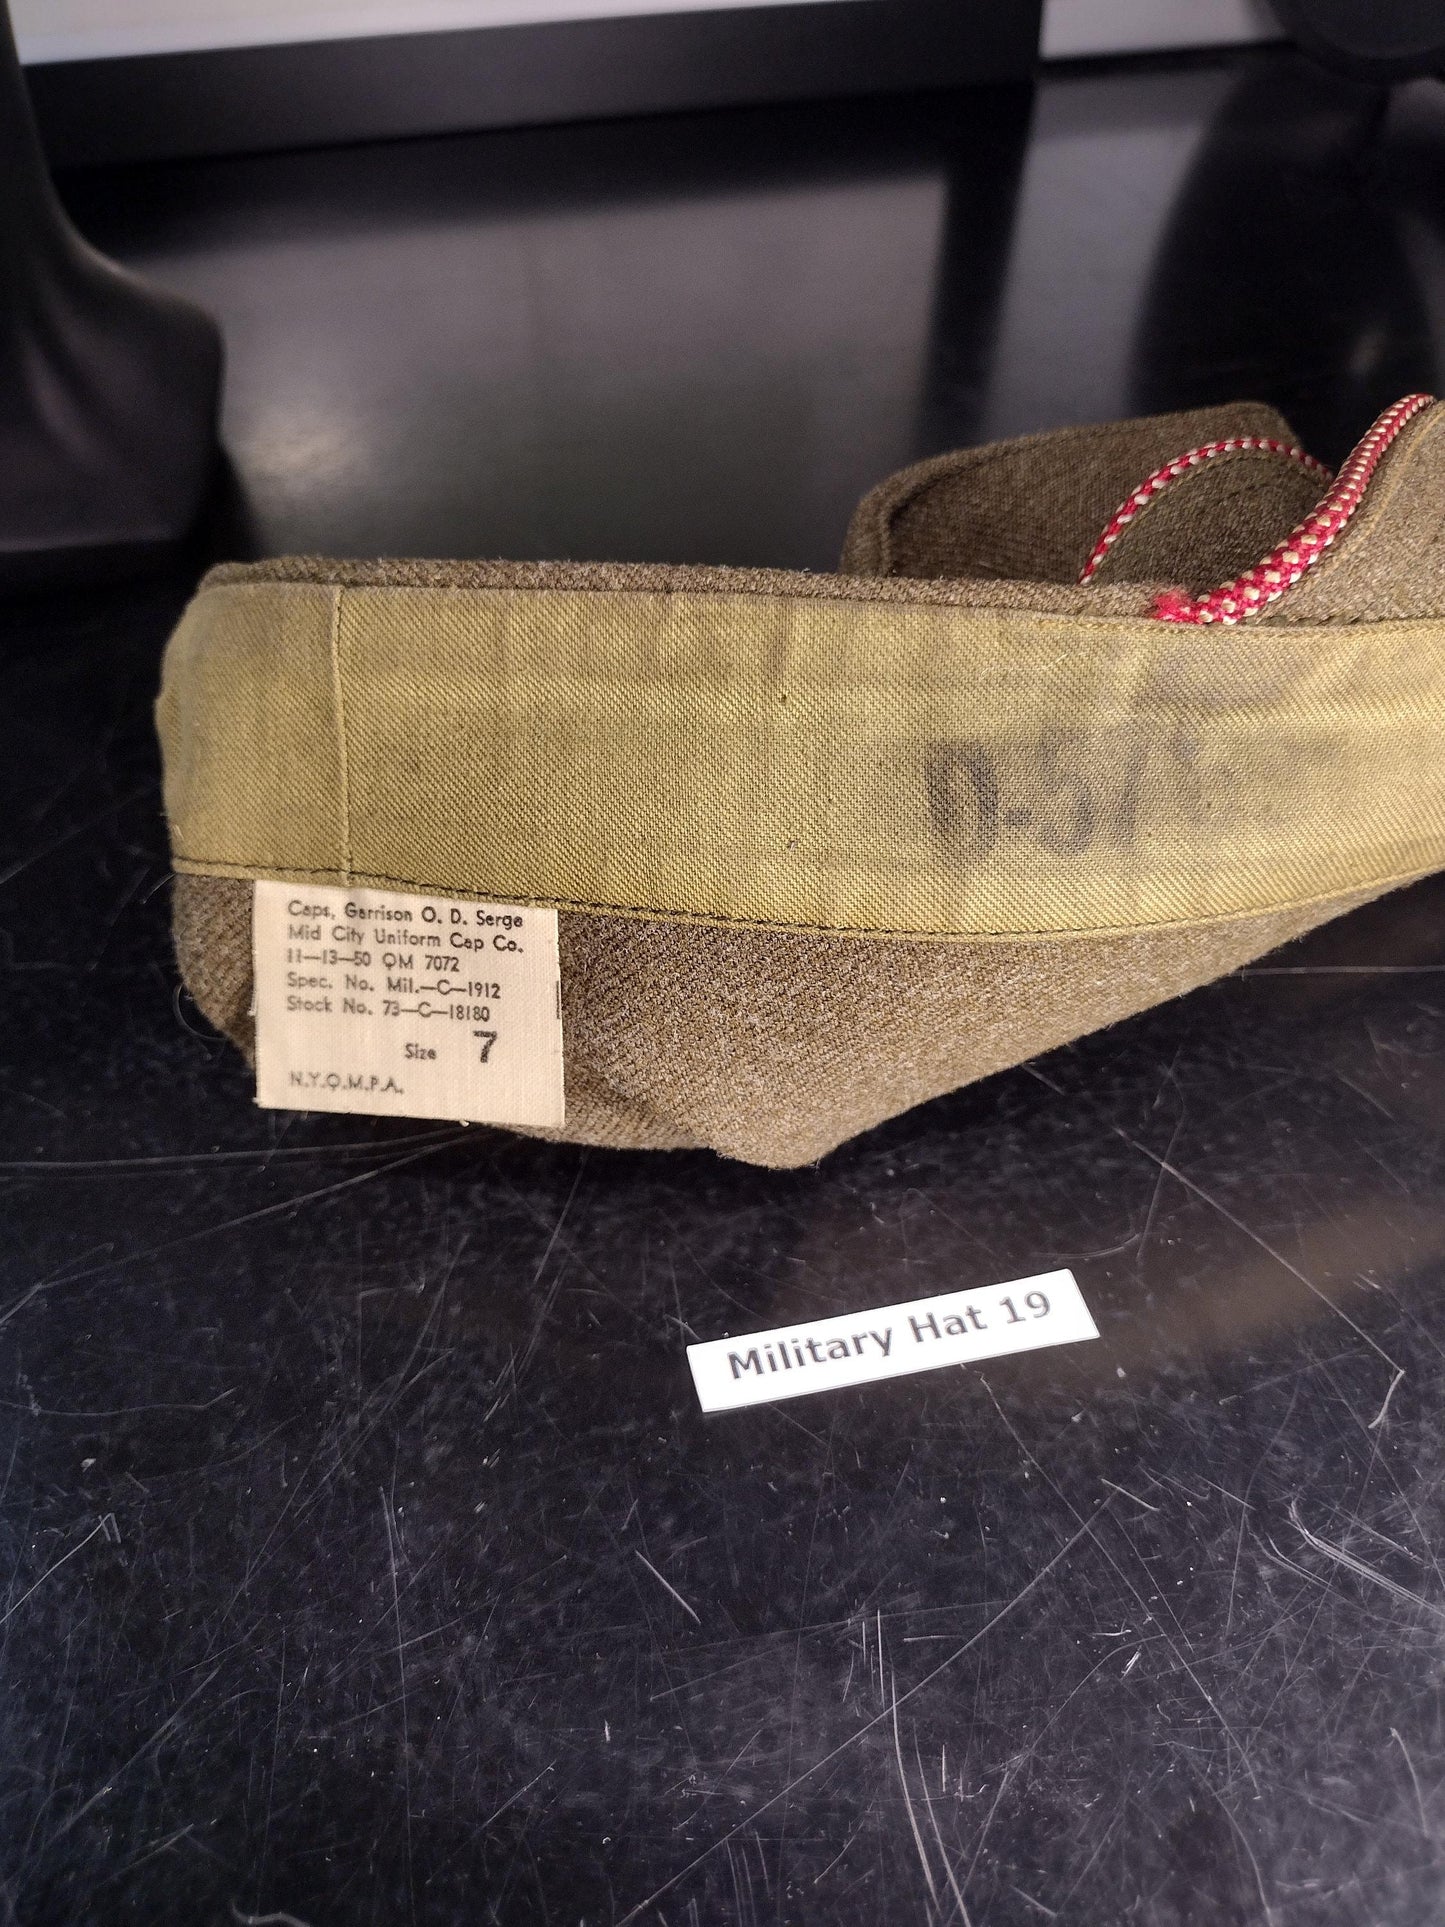 D-57
Caps, Garrison O. D. Serge
Mid City Uniform Cap Co.
11—13—50 QM 7072
Spec. No. Mil.—C—1912
Stock No. 73—C—18180
Size 7
N.Y.Q.M.P.A.
Military Hat 19